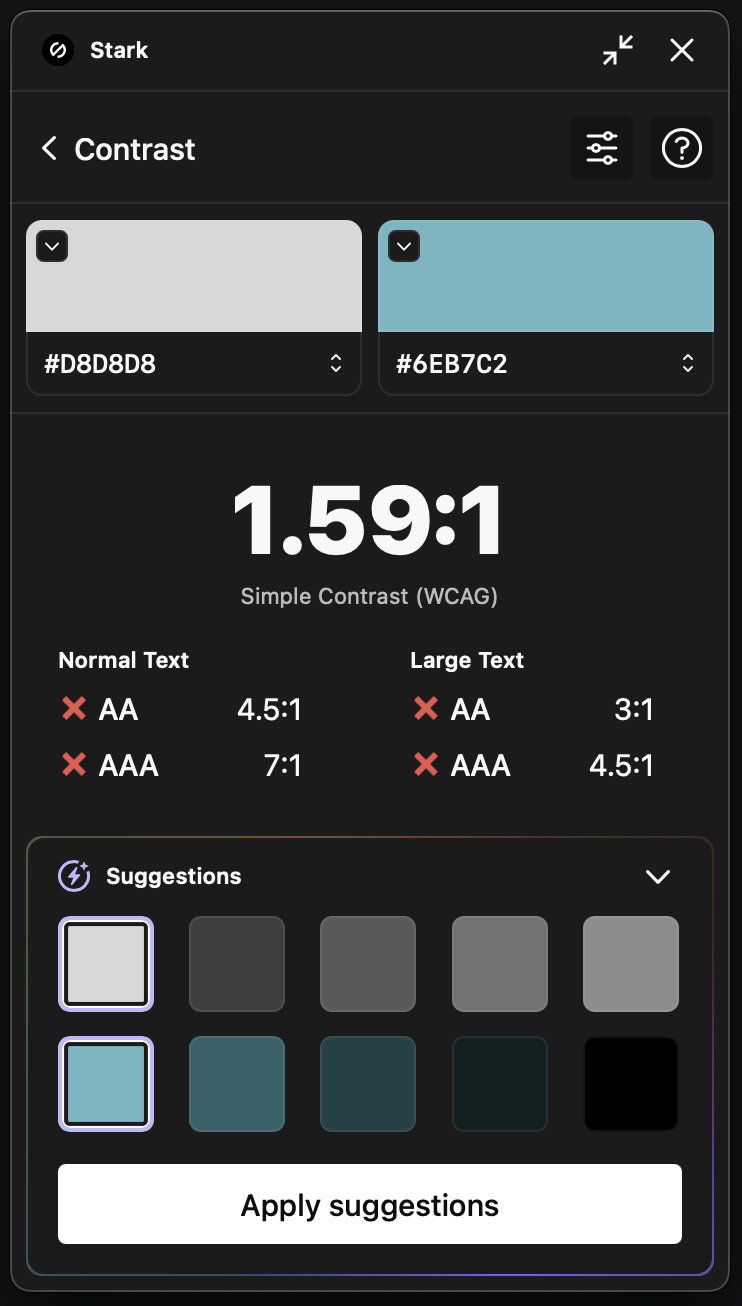 Stark
Contrast
#D8D8D8
#6EB7C2
1.59:1
Simple Contrast (WCAG)
Normal Text
AA 4.5:1
AAA 7:1
Large Text
AA 3:1
AAA 4.5:1
Suggestions
Apply suggestions